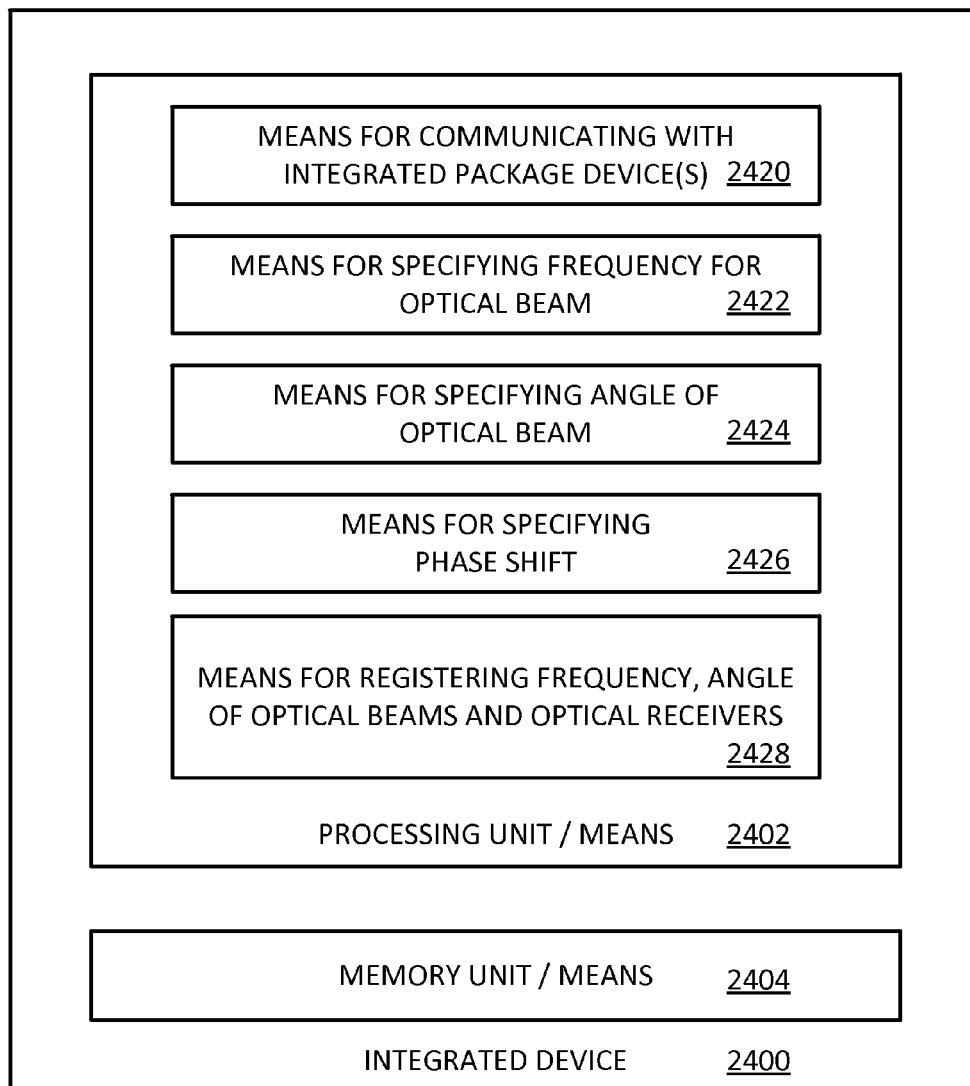 MEANS FOR COMMUNICATING WITH
INTEGRATED PACKAGE DEVICE(S) 2420
MEANS FOR SPECIFYING FREQUENCY FOR
OPTICAL BEAM 2422
MEANS FOR SPECIFYING ANGLE OF
OPTICAL BEAM 2424
MEANS FOR SPECIFYING
PHASE SHIFT 2426
MEANS FOR REGISTERING FREQUENCY, ANGLE
OF OPTICAL BEAMS AND OPTICAL RECEIVERS
2428
PROCESSING UNIT / MEANS 2402
MEMORY UNIT / MEANS 2404
INTEGRATED DEVICE 2400